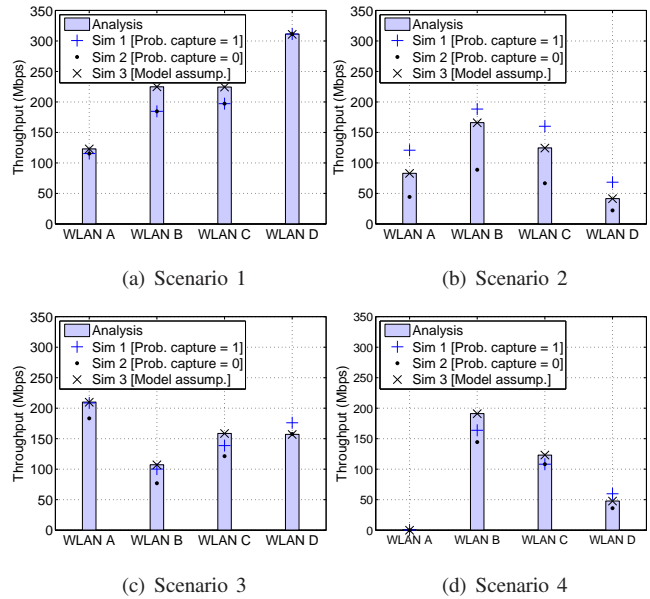 350
300
250
200
150
100
50
0
Throughput (Mbps)
Analysis
Sim 1 [Prob. capture = 1]
Sim 2 [Prob. capture = 0]
Sim 3 [Model assump.]
WLAN A WLAN B WLAN C WLAN D
(a) Scenario 1
350
300
250
200
150
100
50
0
Throughput (Mbps)
Analysis
Sim 1 [Prob. capture = 1]
Sim 2 [Prob. capture = 0]
Sim 3 [Model assump.]
WLAN A WLAN B WLAN C WLAN D
(b) Scenario 2
350
300
250
200
150
100
50
0
Throughput (Mbps)
Analysis
Sim 1 [Prob. capture = 1]
Sim 2 [Prob. capture = 0]
Sim 3 [Model assump.]
WLAN A WLAN B WLAN C WLAN D
(c) Scenario 3
350
300
250
200
150
100
50
0
Throughput (Mbps)
Analysis
Sim 1 [Prob. capture = 1]
Sim 2 [Prob. capture = 0]
Sim 3 [Model assump.]
WLAN A WLAN B WLAN C WLAN D
(d) Scenario 4